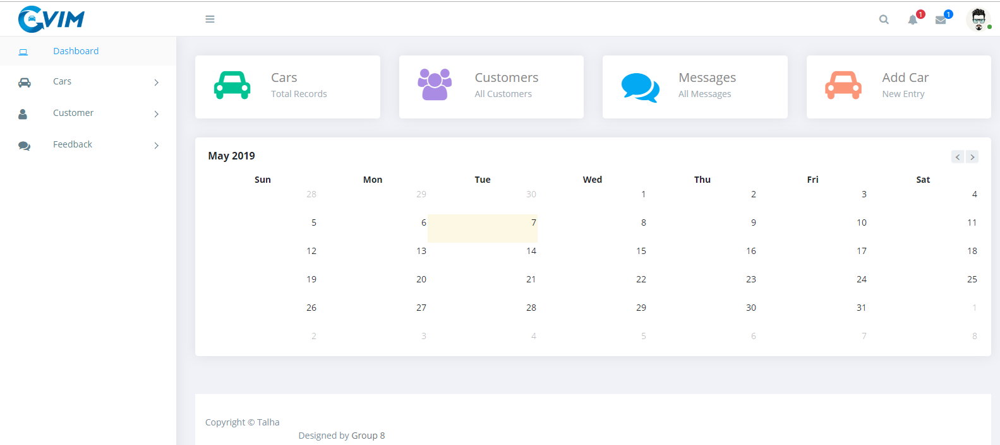 CVIM
1
1
Dashboard
Cars
Customer
Feedback
Cars
Total Records
Customers
All Customers
Messages
All Messages
Add Car
New Entry
May 2019
Sun Mon Tue Wed Thu Fri Sat
28 29 30 1 2 3 4
5 6 7 8 9 10 11
12 13 14 15 16 17 18
19 20 21 22 23 24 25
26 27 28 29 30 31 1
2 3 4 5 6 7 8
Copyright © Talha
Designed by Group 8